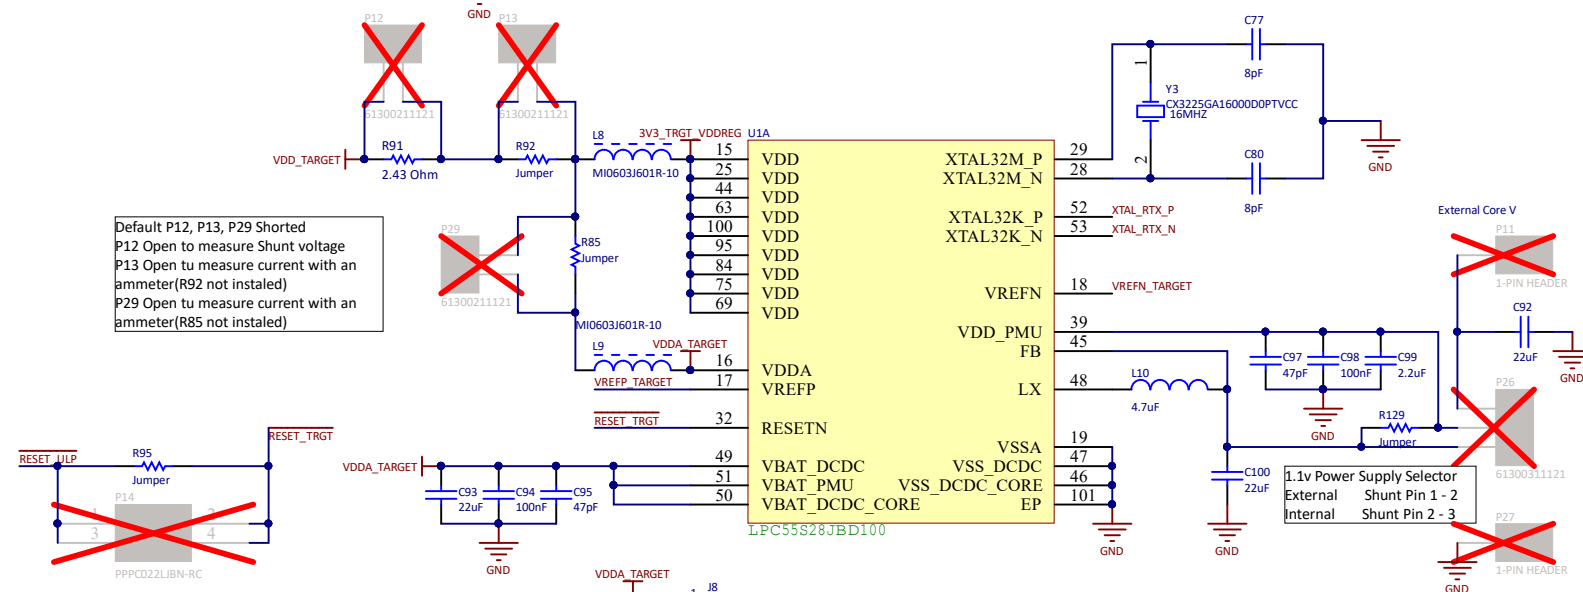 P12
GND
P13
61300211121
61300211121
VDD_TARGET
R91
2.43 Ohm
R92
Jumper
L8
MI0603J601R-10
3V3_TRGT_VDDREG
U1A
Default P12, P13, P29 Shorted
P12 Open to measure Shunt voltage
P13 Open tu measure current with an
ammeter(R92 not instaled)
P29 Open tu measure current with an
ammeter(R85 not instaled)
P29
61300211121
R85
Jumper
MI0603J601R-10
L9
VDDA_TARGET
VREFP_TARGET
RESET_TRGT
15 VDD
25 VDD
44 VDD
63 VDD
100 VDD
95 VDD
84 VDD
75 VDD
69 VDD
16 VDDA
17 VREFP
32 RESETN
49 VBAT_DCDC
51 VBAT_PMU
50 VBAT_DCDC_CORE
LPC55S28JBD100
XTAL32M_P 29
XTAL32M_N 28
XTAL32K_P 52 XTAL_RTX_P
XTAL32K_N 53 XTAL_RTX_N
VREFN 18 VREFN_TARGET
VDD_PMU 39
FB 45
LX 48
VSSA 19
VSS_DCDC 47
VSS_DCDC_CORE 46
EP 101
GND
C77
8pF
1
Y3
CX3225GA16000D0PTVCC
16MHZ
2
C80
8pF
GND
External Core V
P11
1-PIN HEADER
C92
22uF
GND
C97
47pF
C98
100nF
C99
2.2uF
GND
L10
4.7uF
R129
Jumper
P26
61300311121
C100
22uF
GND
1.1v Power Supply Selector
External Shunt Pin 1 - 2
Internal Shunt Pin 2 - 3
P27
1-PIN HEADER
GND
RESET_ULP
R95
Jumper
RESET_TRGT
P14
1 2
3 4
PPPC022LJBN-RC
VDDA_TARGET
C93
22uF
C94
100nF
C95
47pF
GND
VDDA_TARGET
1 J8